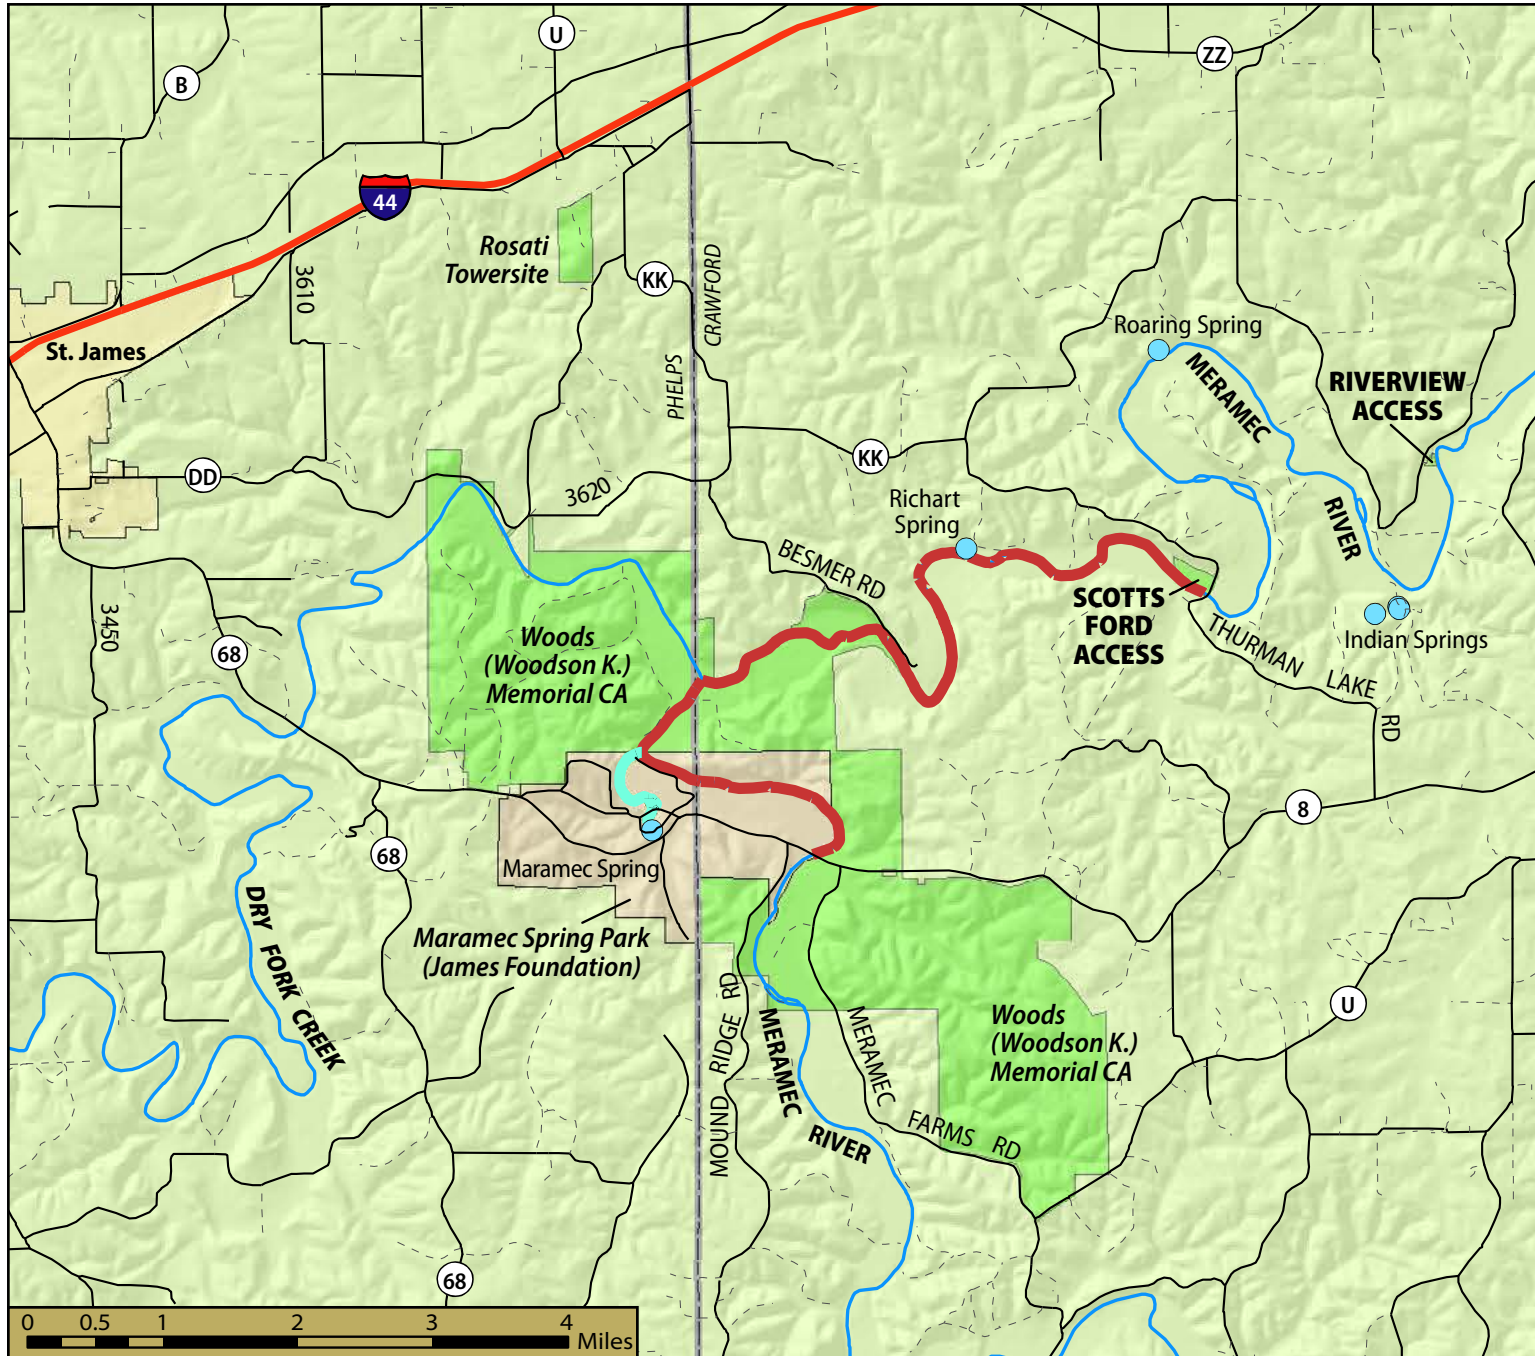 U
ZZ
B
44
Rosati
Towersite
KK
CRAWFORD
3610
Roaring Spring
St. James
PHELPS
MERAMEC
RIVER
RIVERVIEW
ACCESS
KK
DD
3620
Richart
Spring
BESMER RD
SCOTTS
FORD
ACCESS
Indian Springs
THURMAN LAKE RD
3450
68
Woods
(Woodson K.)
Memorial CA
8
68
Maramec Spring
DRY FORK CREEK
Maramec Spring Park
(James Foundation)
MOUND RIDGE RD
MERAMEC RIVER
MERAMEC FARMS RD
Woods
(Woodson K.)
Memorial CA
U
68
0 0.5 1 2 3 4
Miles